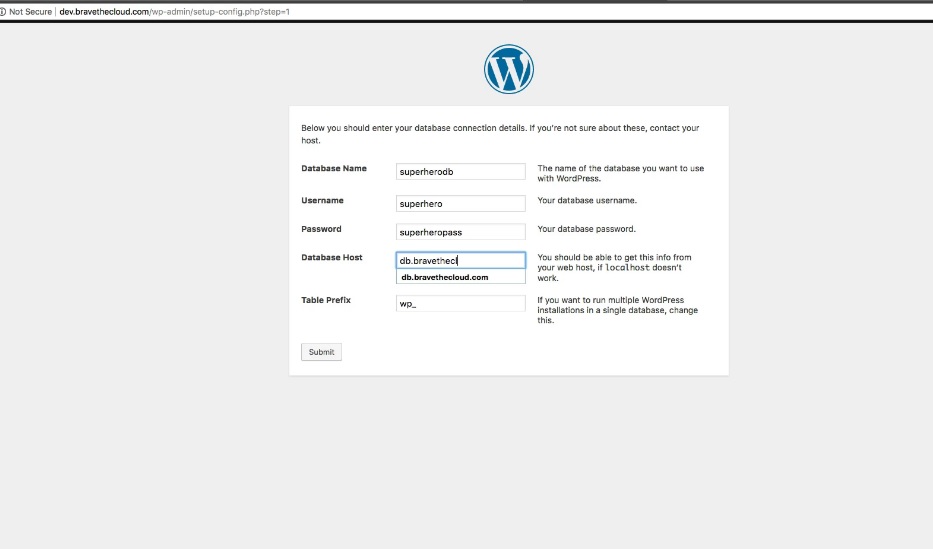 Not Secure dev.bravethecloud.com/wp-admin/setup-config.php?step=1
Below you should enter your database connection details. If you're not sure about these, contact your
host.
Database Name superherodb The name of the database you want to use
with WordPress.
Username superhero Your database username.
Password superheropass Your database password.
Database Host db.bravethecl You should be able to get this info from
your web host, if localhost doesn't
db.bravethecloud.com work.
Table Prefix wp_ If you want to run multiple WordPress
installations in a single database, change
this.
Submit